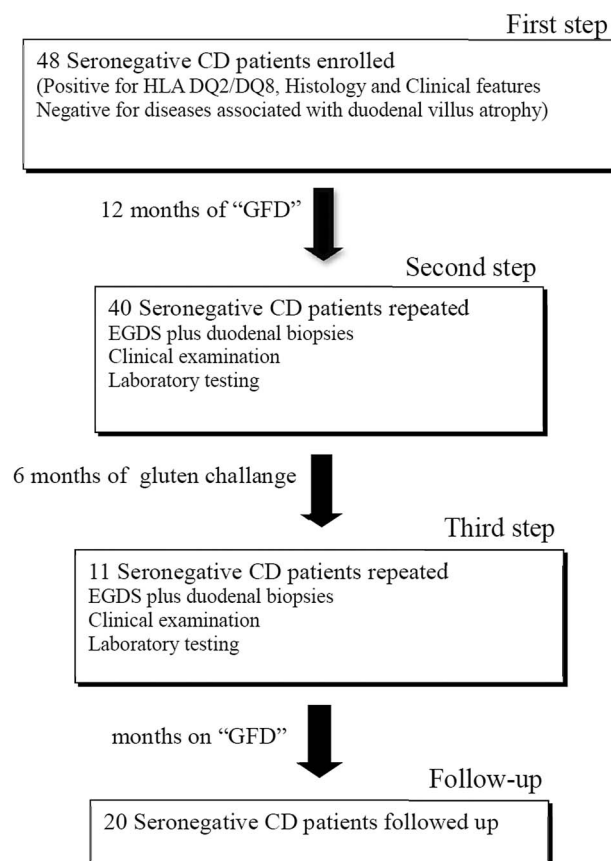 First step
48 Seronegative CD patients enrolled
(Positive for HLA DQ2/DQ8, Histology and Clinical features
Negative for diseases associated with duodenal villus atrophy)
12 months of “GFD”
Second step
40 Seronegative CD patients repeated
EGDS plus duodenal biopsies
Clinical examination
Laboratory testing
6 months of gluten challange
Third step
11 Seronegative CD patients repeated
EGDS plus duodenal biopsies
Clinical examination
Laboratory testing
months on “GFD”
Follow-up
20 Seronegative CD patients followed up